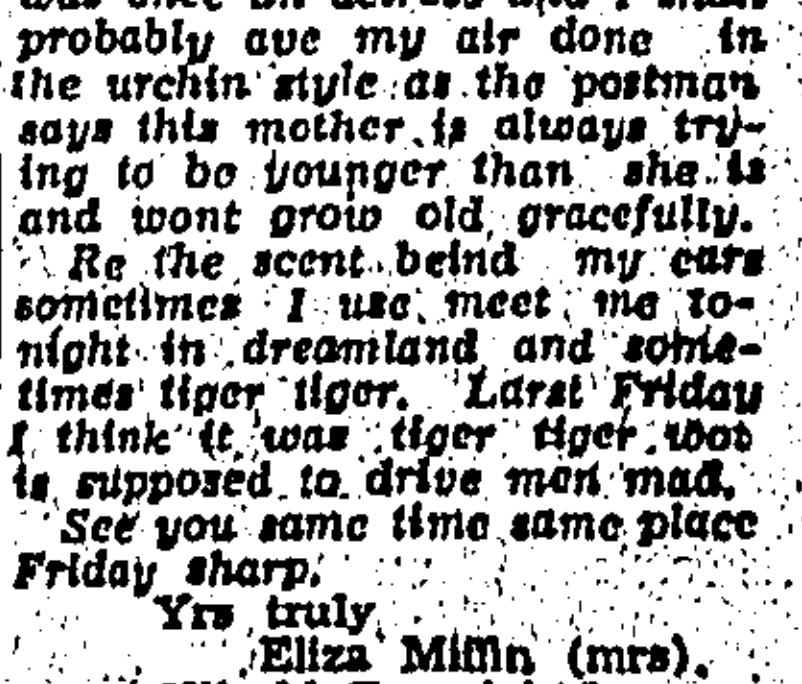 probably ave my air done in
the urchin style as the postman
says this mother is always try-
ing to be younger than she is
and wont grow old gracefully.
Re the scent beind my ears
sometimes I use meet me to-
night in dreamland and some-
times tiger tiger. Larst Friday
I think it was tiger tiger wot
is supposed to drive men mad.
See you same time same place
Friday sharp.
Yrs truly
Eliza Miffin (mrs).